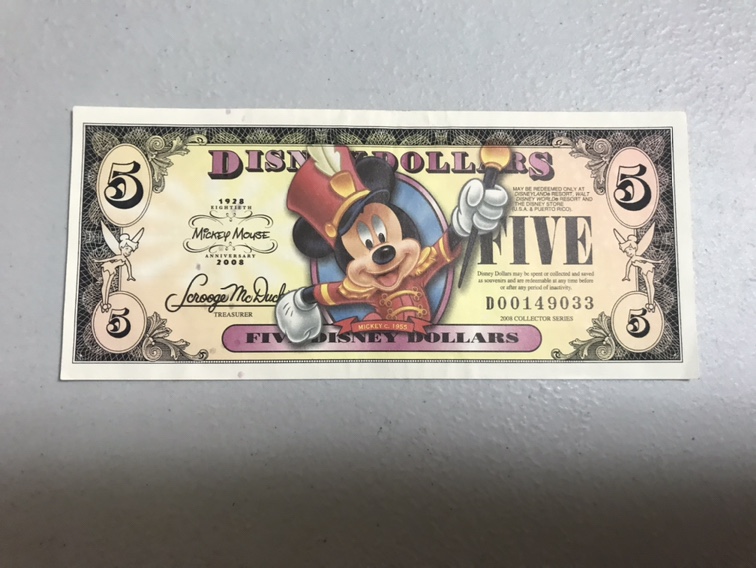 DISNEY DOLLARS
5
5
1928
EIGHTIETH
MICKEY MOUSE
ANNIVERSARY
2008
Scrooge McDuck
TREASURER
MAY BE REDEEMED ONLY AT
DISNEYLAND RESORT, WALT
DISNEY WORLD RESORT AND
THE DISNEY STORE
(U.S.A. & PUERTO RICO).
FIVE
Disney Dollars may be spent or collected and saved
as souvenirs and are redeemable at any time before
or after any period of inactivity.
D00149033
2008 COLLECTOR SERIES
5
5
MICKEY C. 1955
FIVE DISNEY DOLLARS